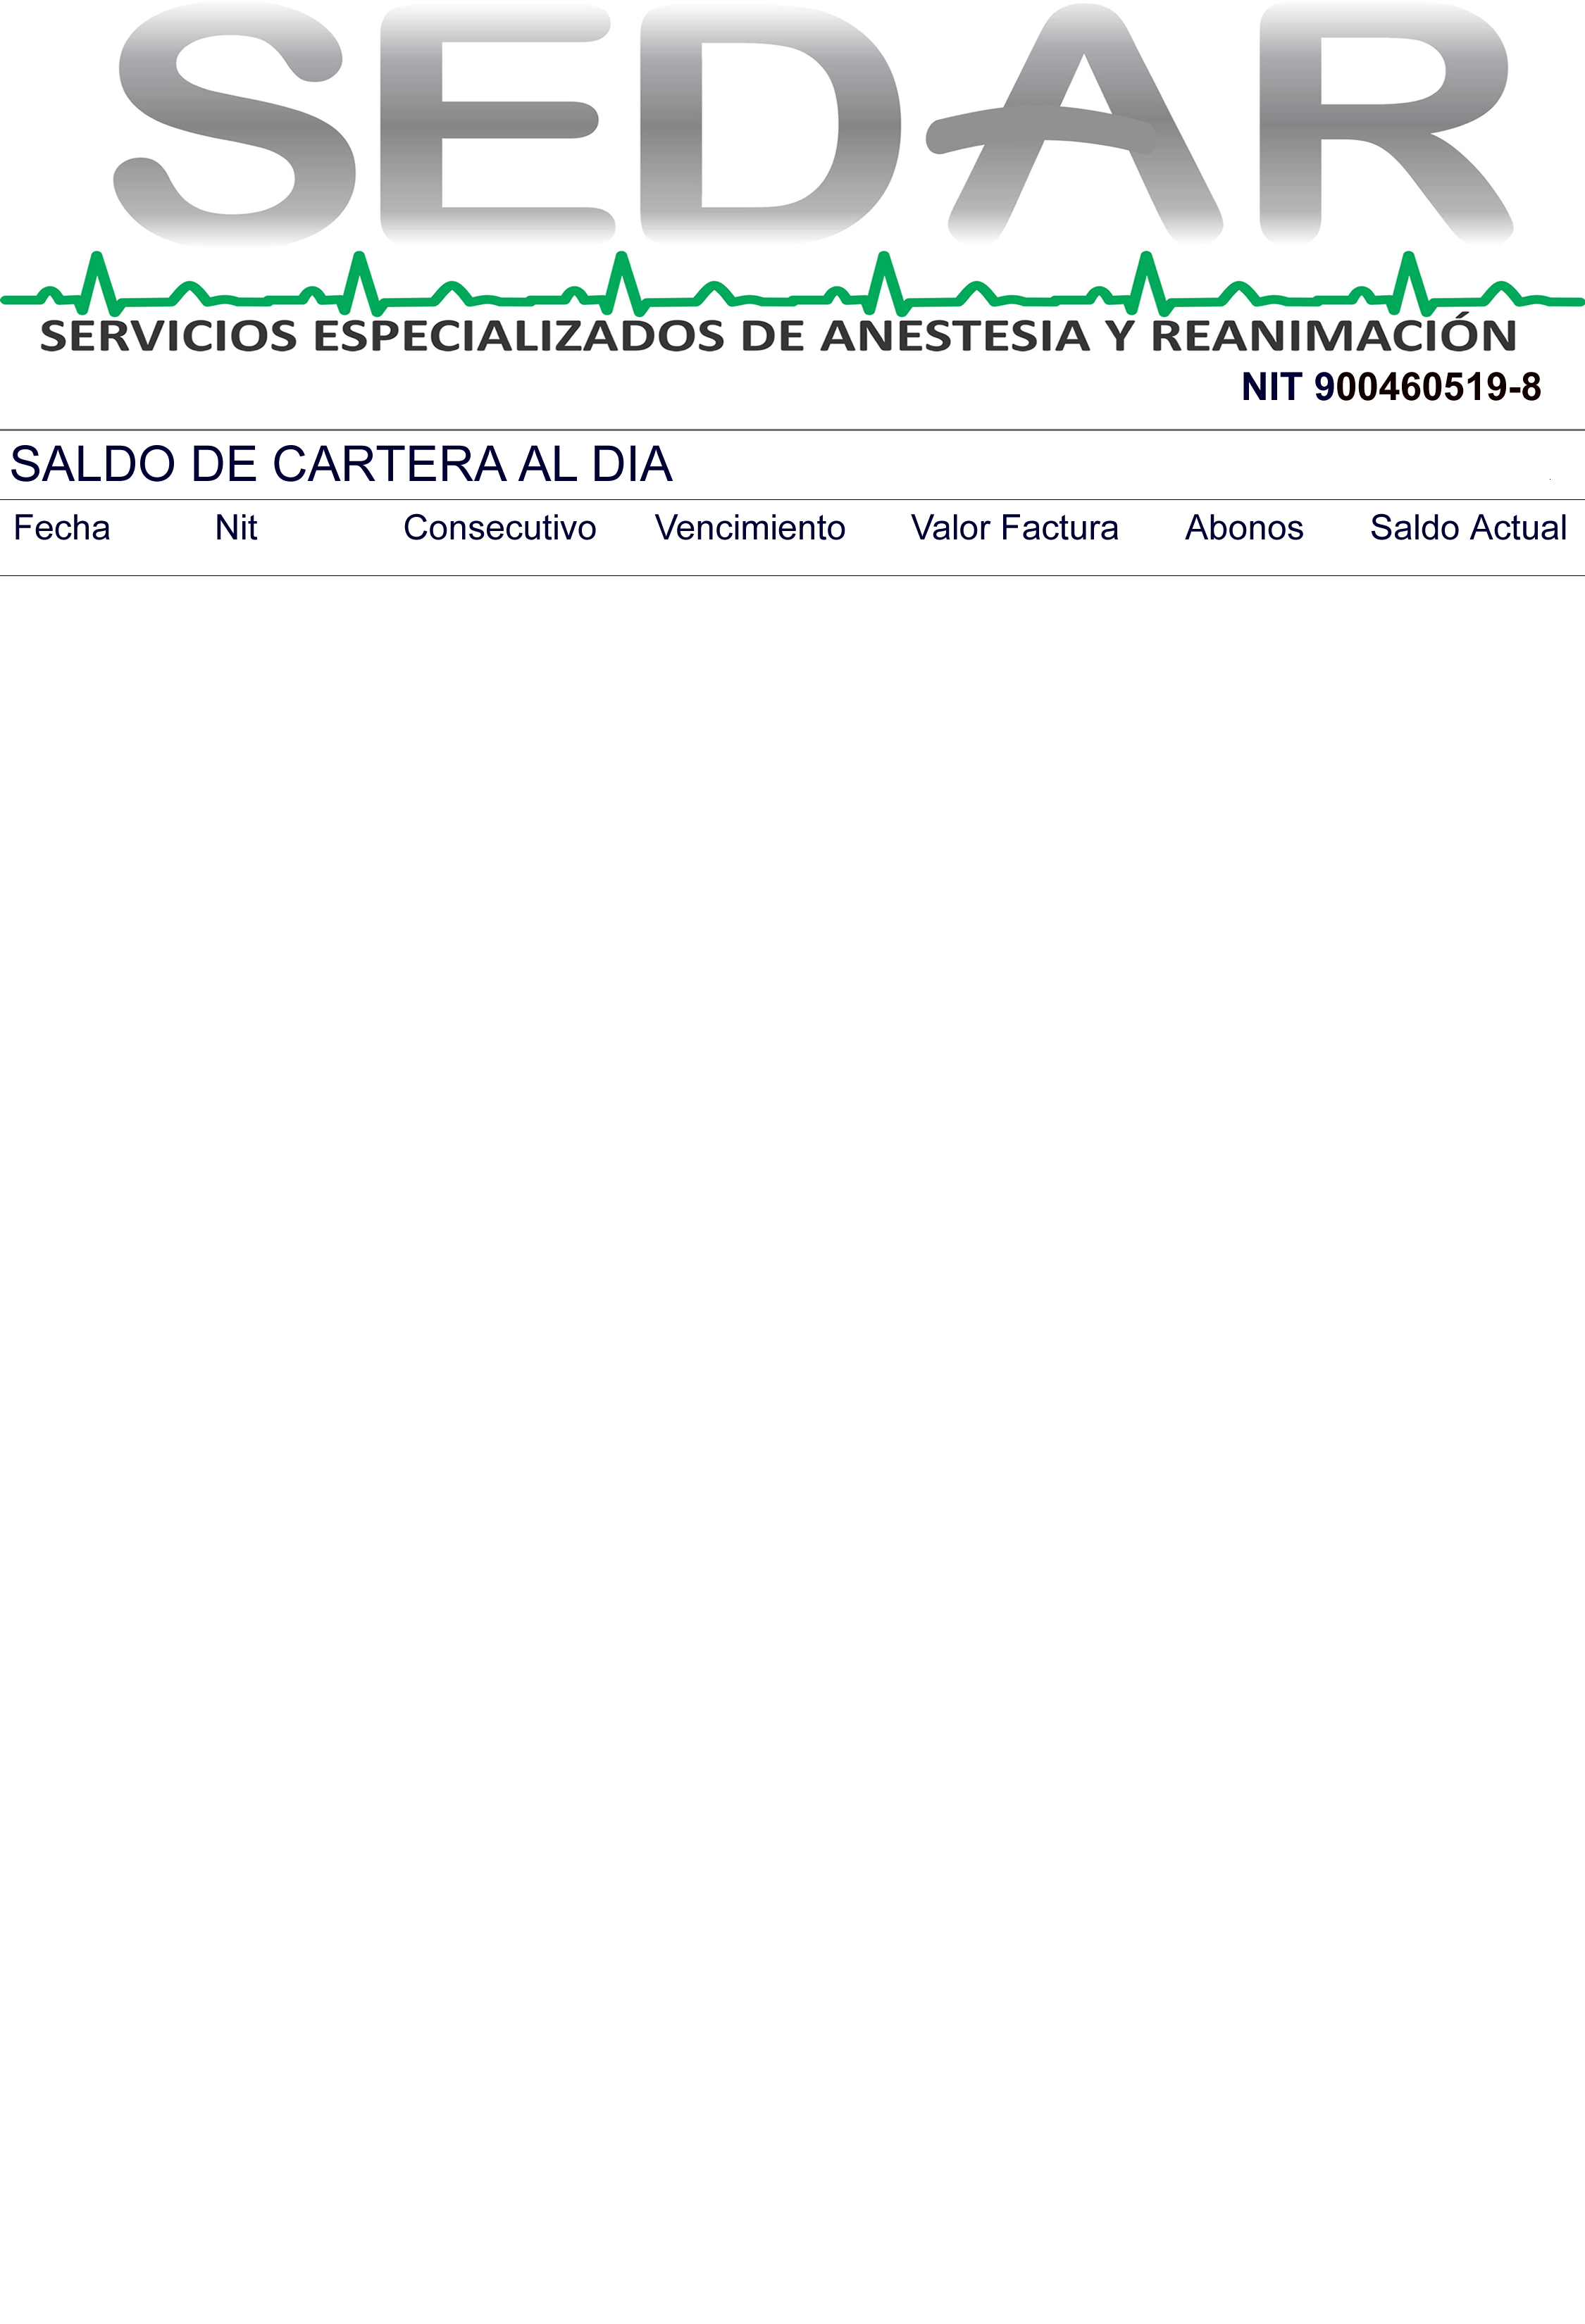 SEDAR
SERVICIOS ESPECIALIZADOS DE ANESTESIA Y REANIMACIÓN
NIT 900460519-8
SALDO DE CARTERA AL DIA
Fecha Nit Consecutivo Vencimiento Valor Factura Abonos Saldo Actual